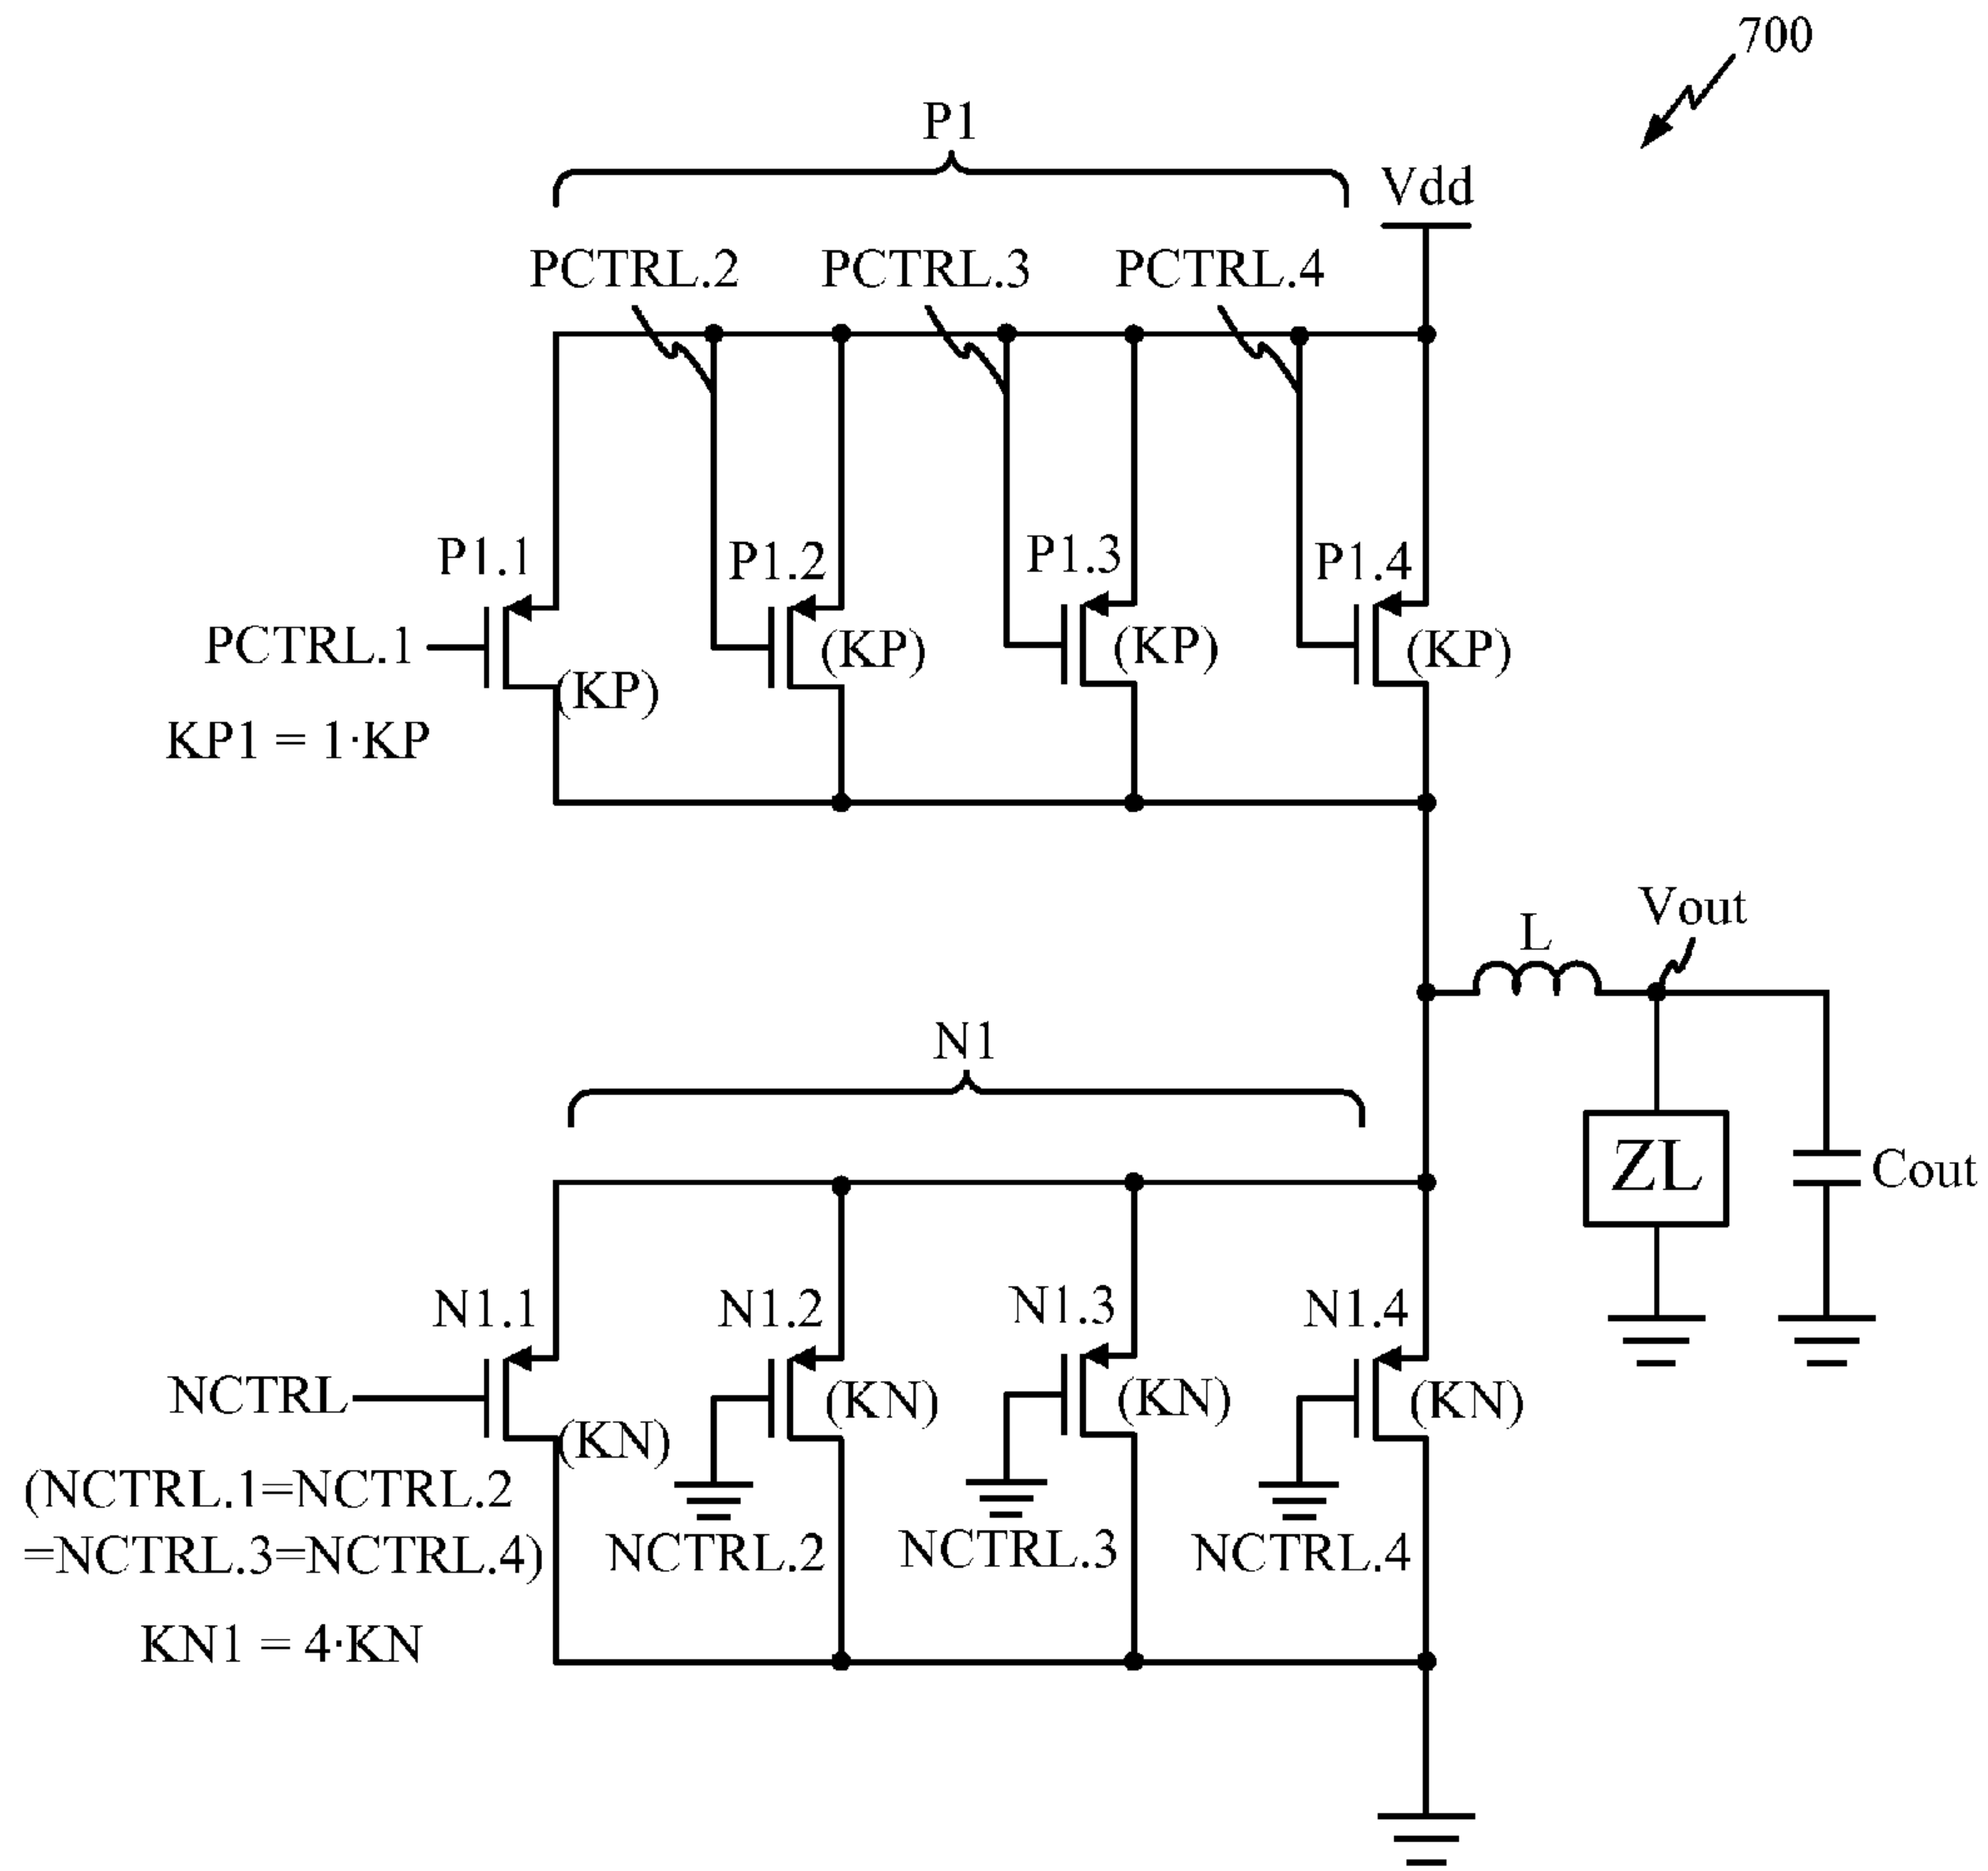 700
P1
Vdd
PCTRL.2 PCTRL.3 PCTRL.4
P1.1 P1.2 P1.3 P1.4
PCTRL.1 (KP) (KP) (KP) (KP)
KP1 = 1·KP
L Vout
N1
ZL Cout
N1.1 N1.2 N1.3 N1.4
NCTRL (KN) (KN) (KN) (KN)
(NCTRL.1=NCTRL.2
=NCTRL.3=NCTRL.4) NCTRL.2 NCTRL.3 NCTRL.4
KN1 = 4·KN